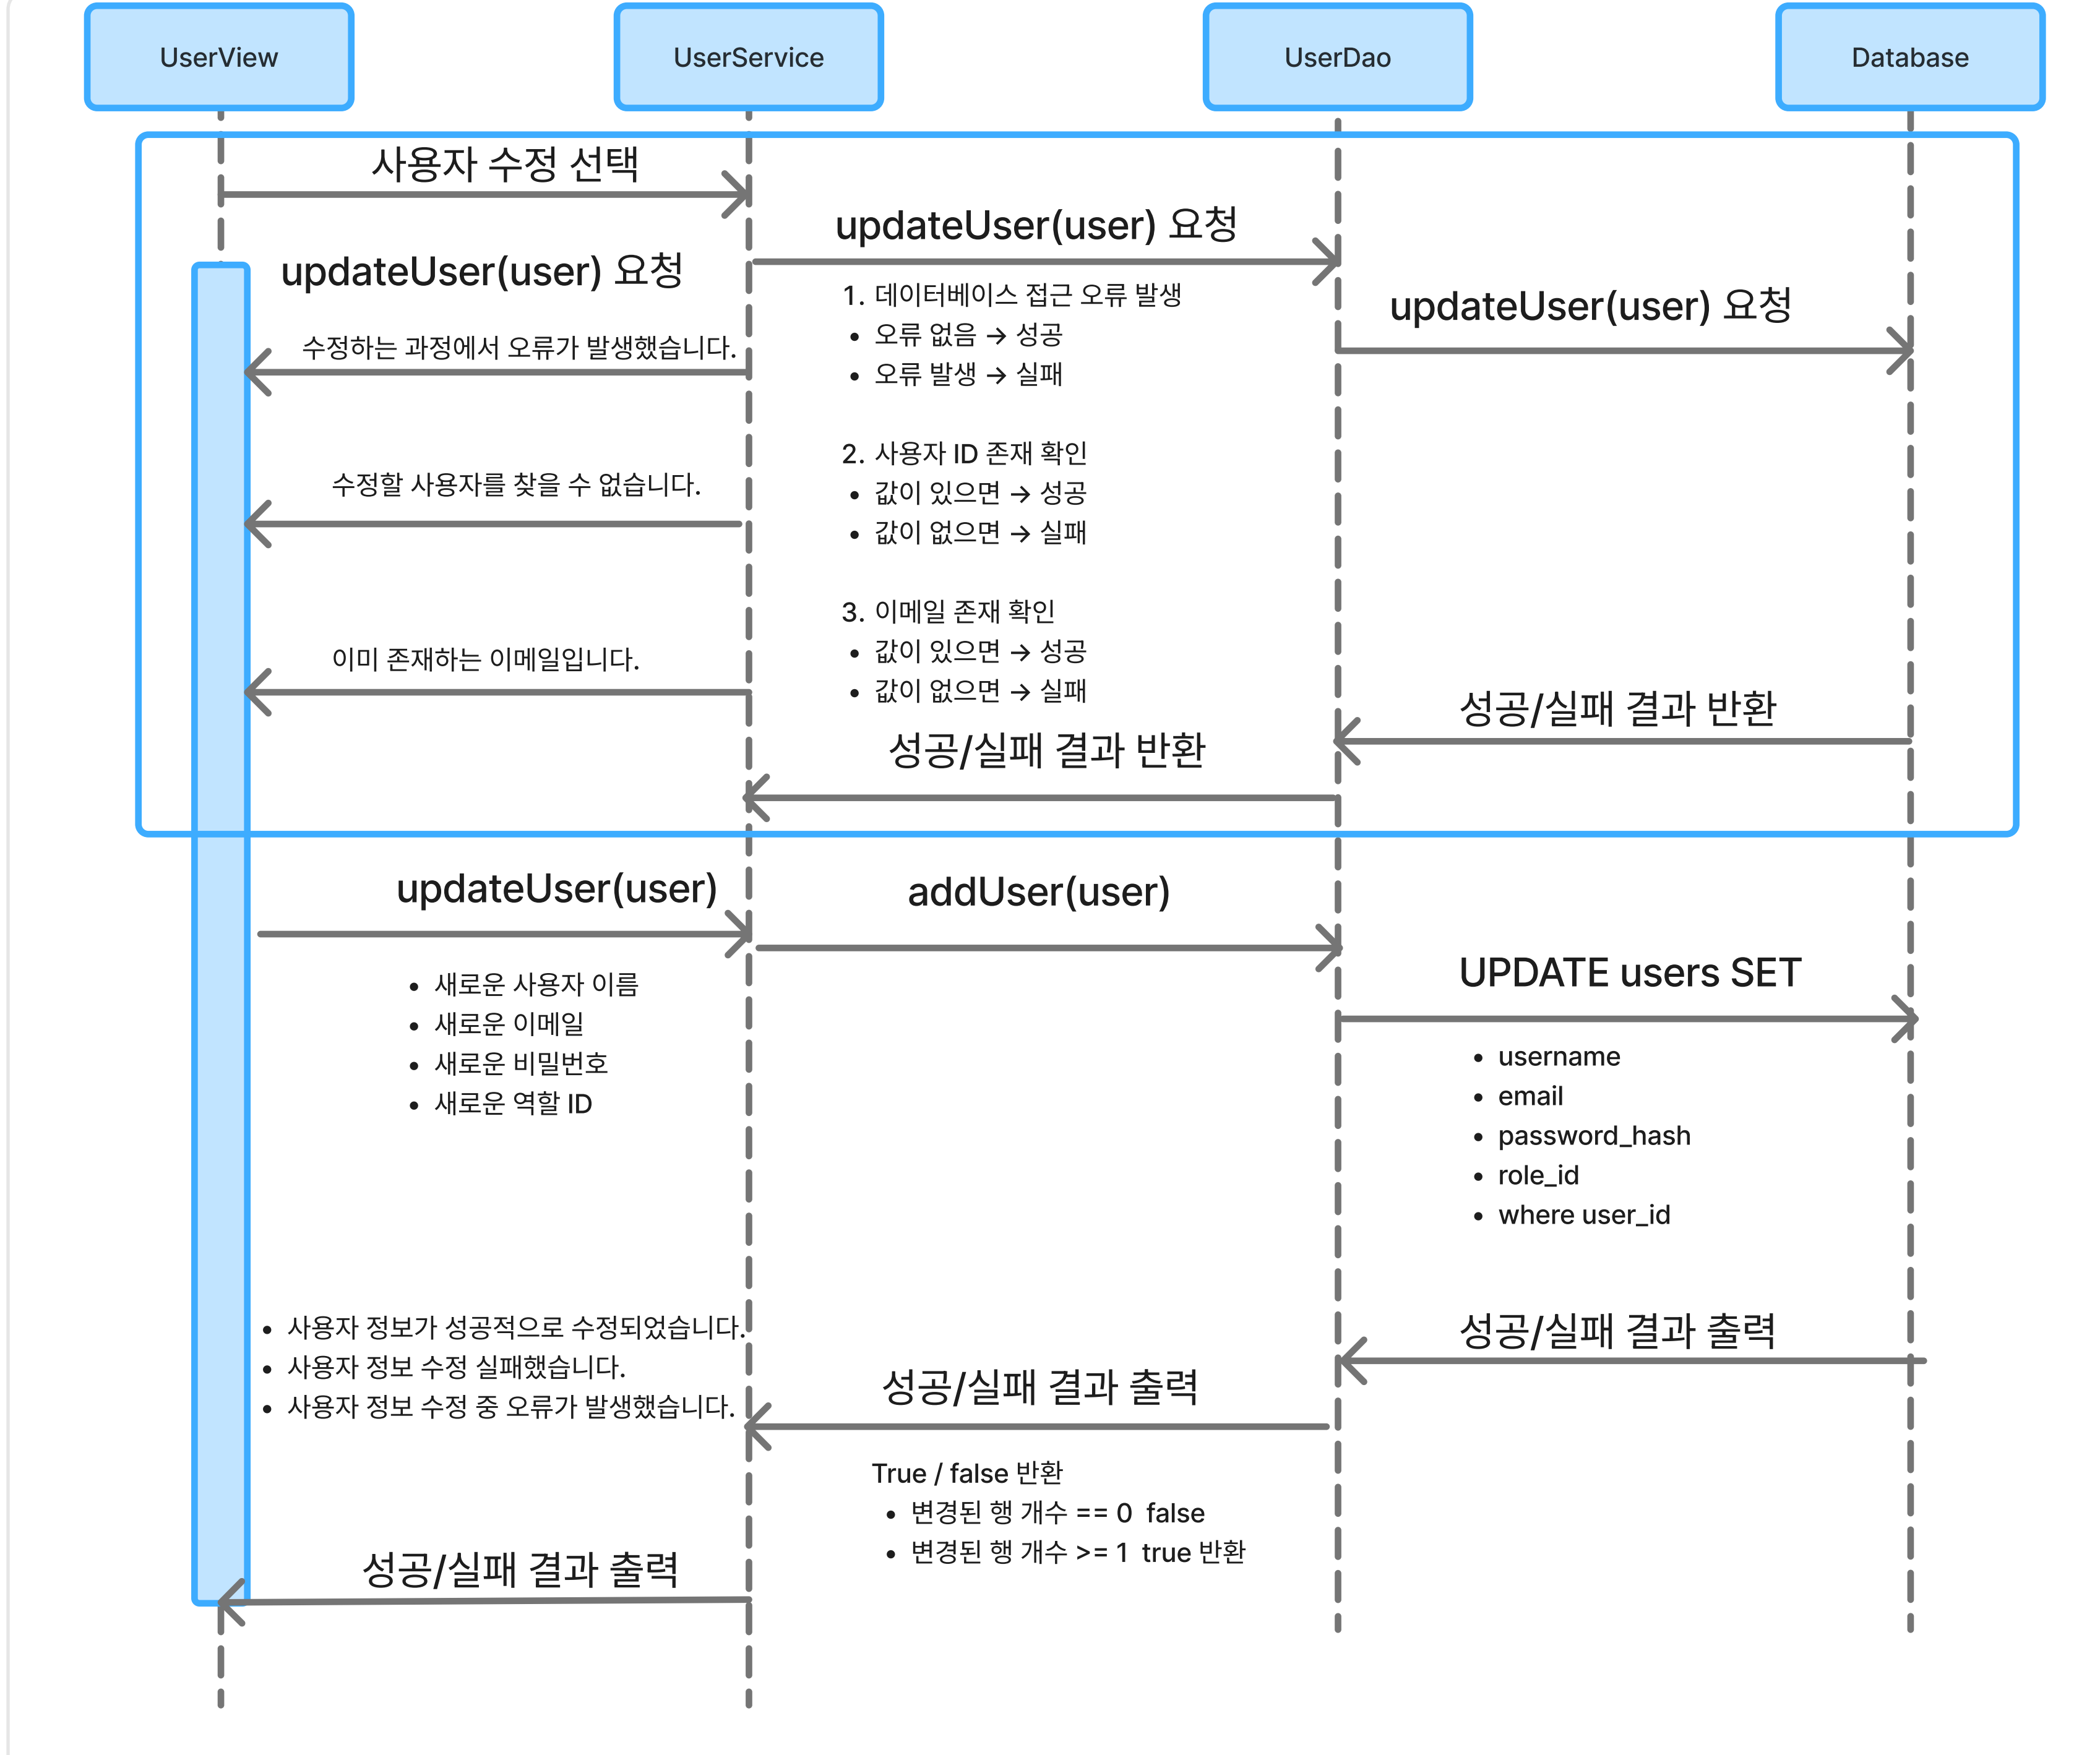 UserView
UserService
UserDao
Database
사용자 수정 선택
updateUser(user) 요청
updateUser(user) 요청
updateUser(user) 요청
수정하는 과정에서 오류가 발생했습니다.
수정할 사용자를 찾을 수 없습니다.
이미 존재하는 이메일입니다.
1. 데이터베이스 접근 오류 발생
• 오류 없음 → 성공
• 오류 발생 → 실패
2. 사용자 ID 존재 확인
• 값이 있으면 → 성공
• 값이 없으면 → 실패
3. 이메일 존재 확인
• 값이 있으면 → 성공
• 값이 없으면 → 실패
성공/실패 결과 반환
성공/실패 결과 반환
updateUser(user)
addUser(user)
• 새로운 사용자 이름
• 새로운 이메일
• 새로운 비밀번호
• 새로운 역할 ID
UPDATE users SET
• username
• email
• password_hash
• role_id
• where user_id
• 사용자 정보가 성공적으로 수정되었습니다.
• 사용자 정보 수정 실패했습니다.
• 사용자 정보 수정 중 오류가 발생했습니다.
성공/실패 결과 출력
성공/실패 결과 출력
True / false 반환
• 변경된 행 개수 == 0 false
• 변경된 행 개수 >= 1 true 반환
성공/실패 결과 출력